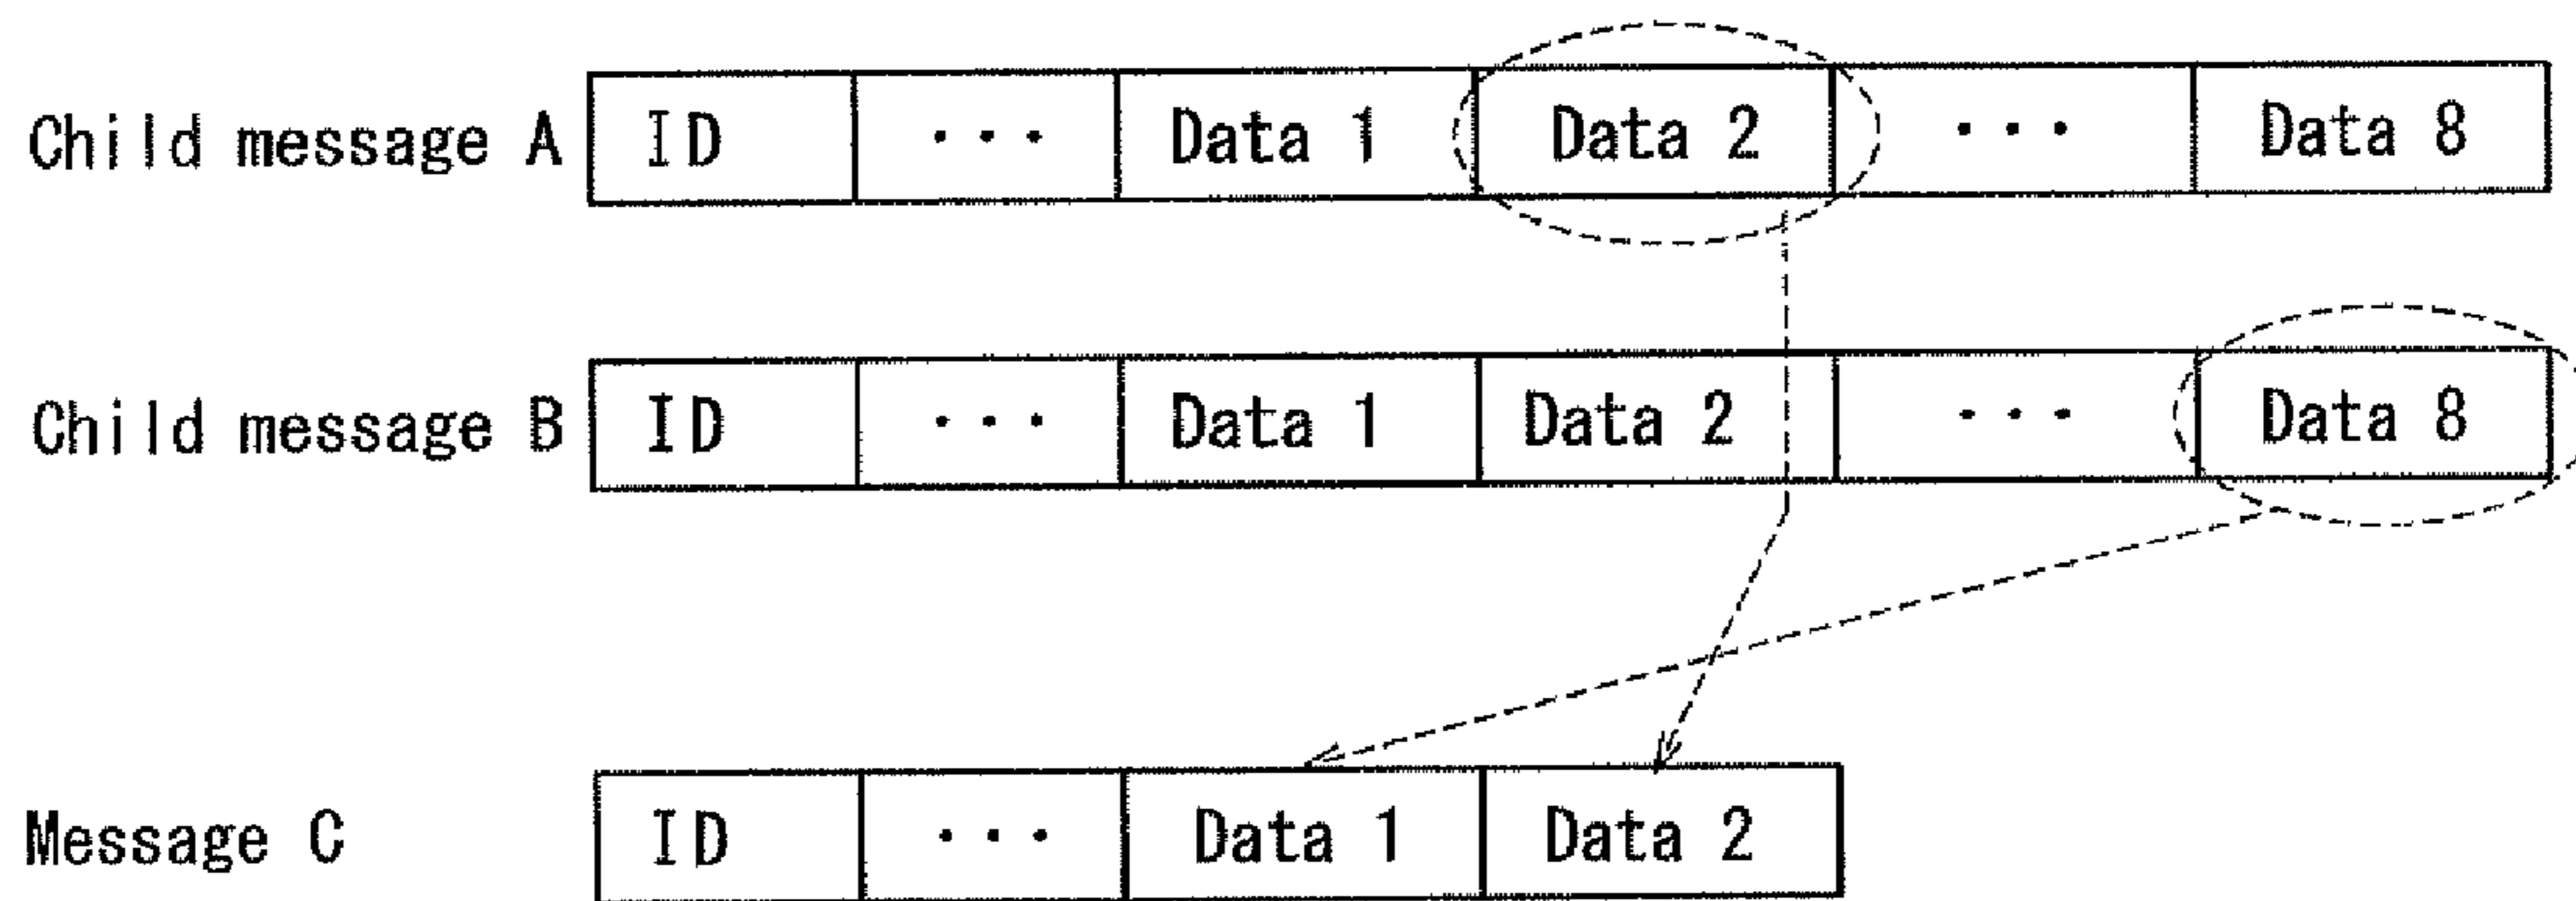 Child message A ID ・・・ Data 1 Data 2 ・・・ Data 8
Child message B ID ・・・ Data 1 Data 2 ・・・ Data 8
Message C ID ・・・ Data 1 Data 2